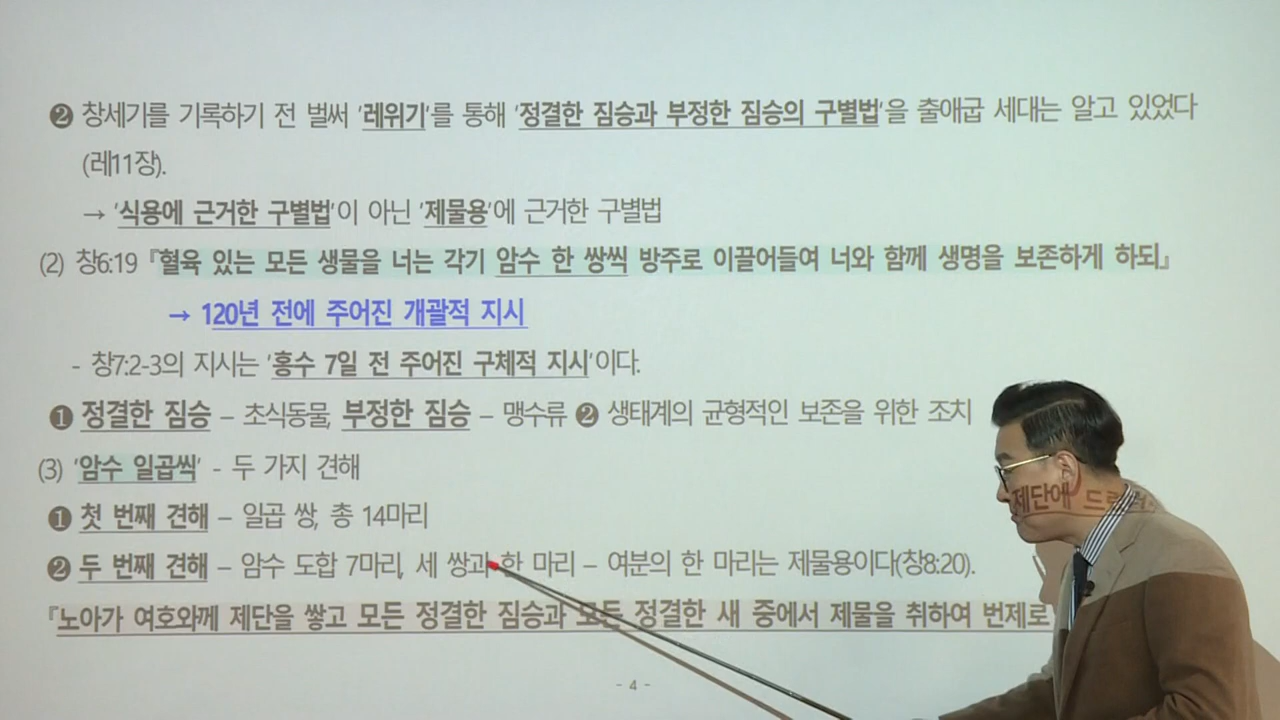 ❷ 창세기를 기록하기 전 벌써 '레위기'를 통해 '정결한 짐승과 부정한 짐승의 구별법'을 출애굽 세대는 알고 있었다
(레11장).
→ '식용에 근거한 구별법'이 아닌 '제물용'에 근거한 구별법
(2) 창6:19 『혈육 있는 모든 생물을 너는 각기 암수 한 쌍씩 방주로 이끌어들여 너와 함께 생명을 보존하게 하되』
→ 120년 전에 주어진 개괄적 지시
- 창7:2-3의 지시는 '홍수 7일 전 주어진 구체적 지시'이다.
❶ 정결한 짐승 – 초식동물, 부정한 짐승 – 맹수류 ❷ 생태계의 균형적인 보존을 위한 조치
(3) '암수 일곱씩' - 두 가지 견해
❶ 첫 번째 견해 – 일곱 쌍, 총 14마리
❷ 두 번째 견해 – 암수 도합 7마리, 세 쌍과 한 마리 – 여분의 한 마리는 제물용이다(창8:20).
『노아가 여호와께 제단을 쌓고 모든 정결한 짐승과 모든 정결한 새 중에서 제물을 취하여 번제로 제단에
- 4 -